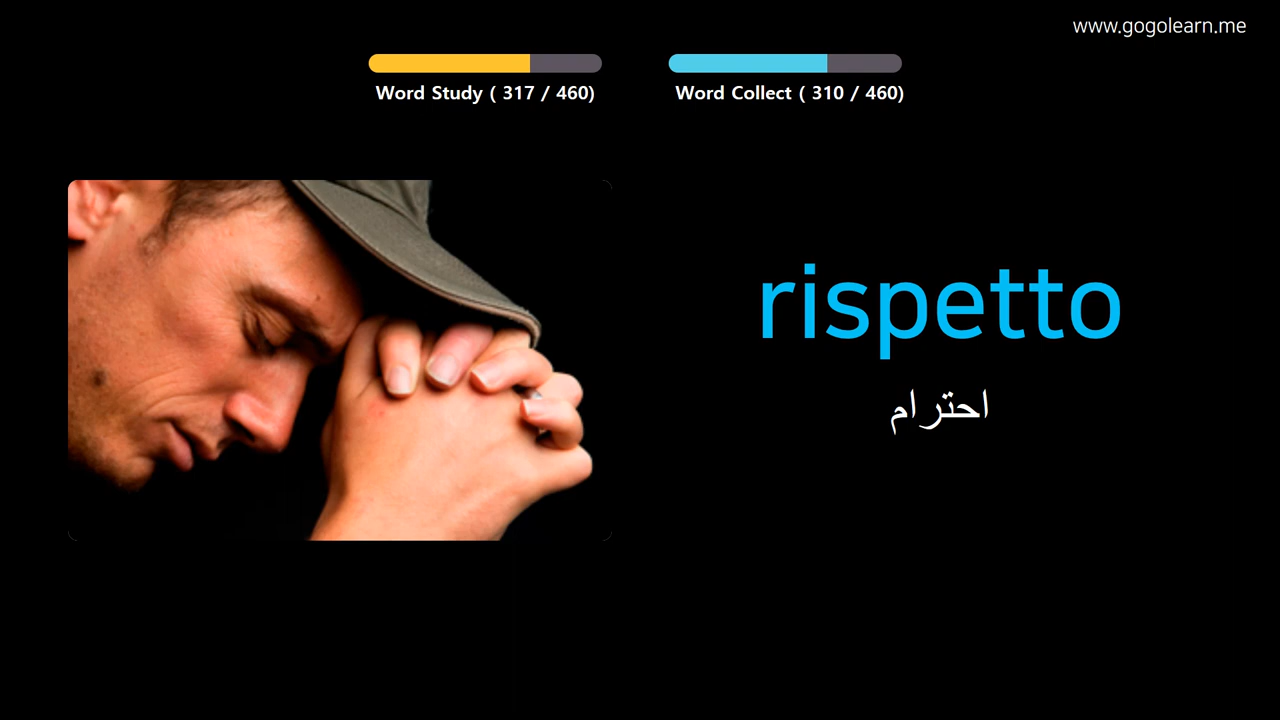 www.gogolearn.me
Word Study ( 317 / 460)
Word Collect ( 310 / 460)
rispetto
احترام